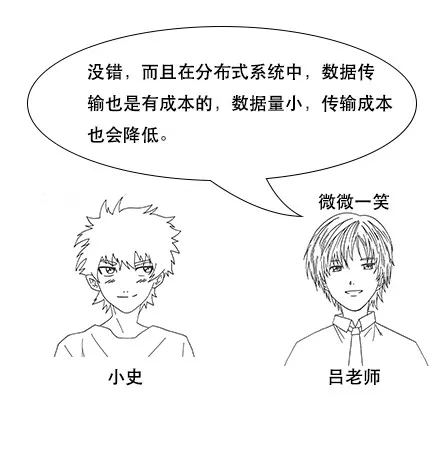 没错，而且在分布式系统中，数据传
输也是有成本的，数据量小，传输成本
也会降低。
微微一笑
小史
吕老师